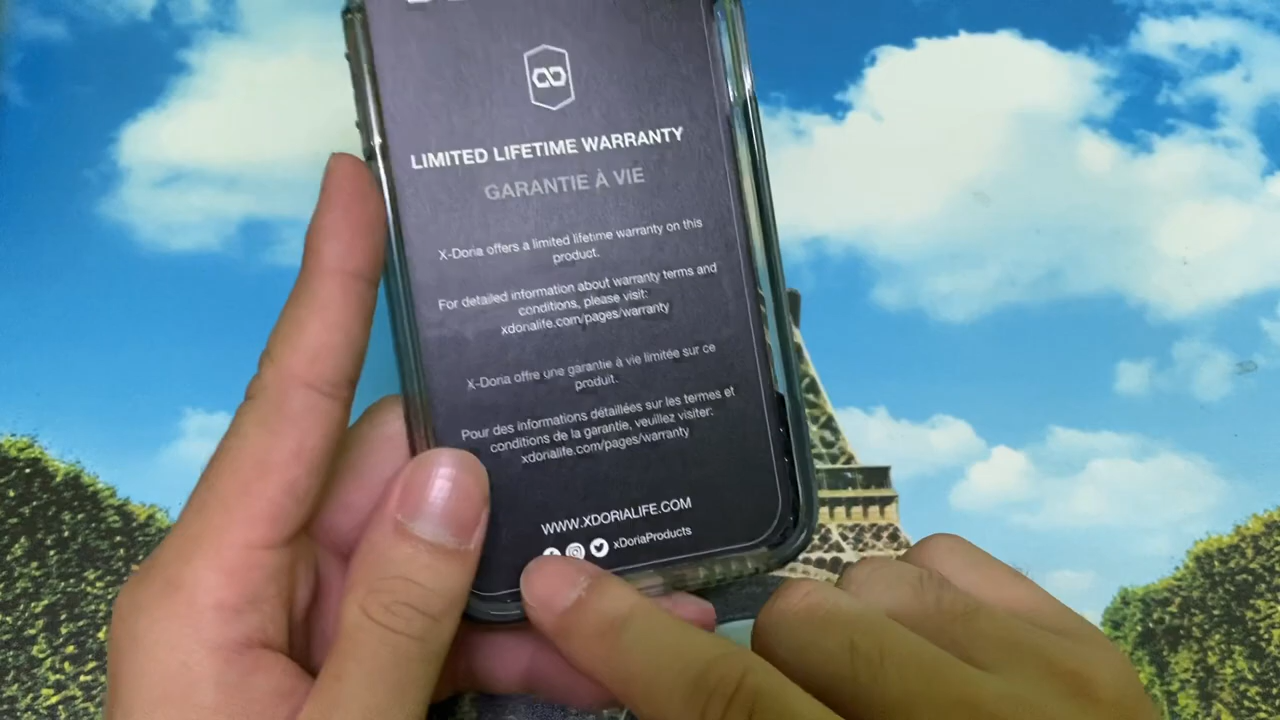 LIMITED LIFETIME WARRANTY
GARANTIE À VIE
X-Doria offers a limited lifetime warranty on this
product.
For detailed information about warranty terms and
conditions, please visit:
xdorialife.com/pages/warranty
X-Doria offre une garantie à vie limitée sur ce
produit.
Pour des informations détaillées sur les termes et
conditions de la garantie, veuillez visiter:
xdorialife.com/pages/warranty
WWW.XDORIALIFE.COM
xDoriaProducts